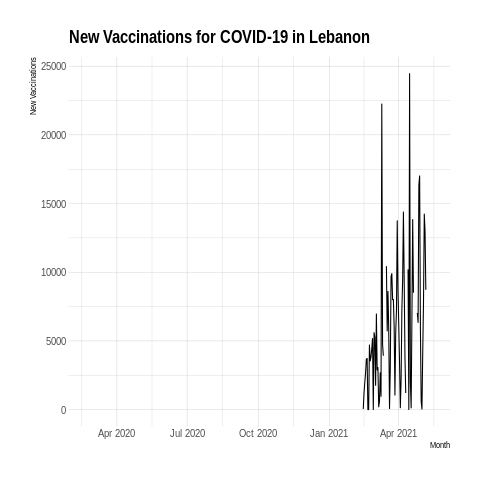 New Vaccinations for COVID-19 in Lebanon
New Vaccinations
25000
20000
15000
10000
5000
0
Apr 2020 Jul 2020 Oct 2020 Jan 2021 Apr 2021
Month